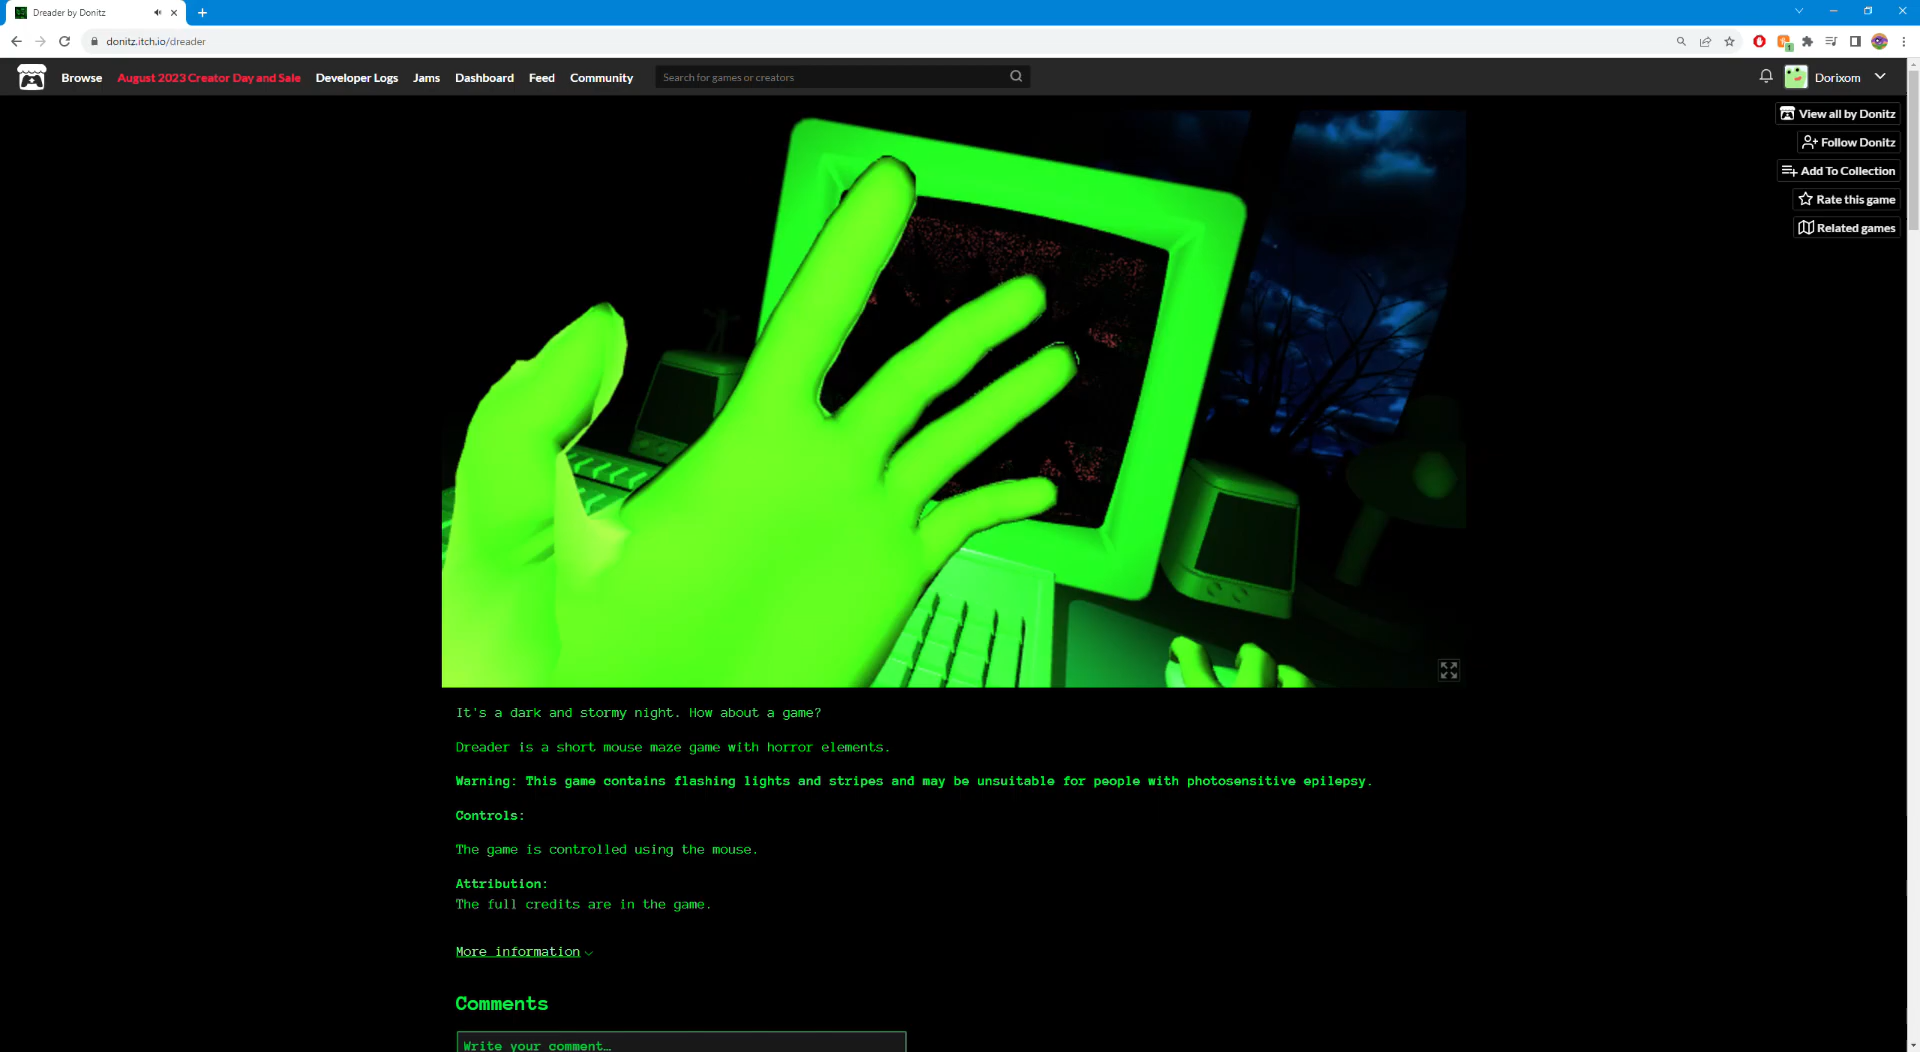 Dreader by Donitz
donitz.itch.io/dreader
1
Browse
August 2023 Creator Day and Sale
Developer Logs
Jams
Dashboard
Feed
Community
Search for games or creators
Dorixom
View all by Donitz
Follow Donitz
Add To Collection
Rate this game
Related games
It's a dark and stormy night. How about a game?
Dreader is a short mouse maze game with horror elements.
Warning: This game contains flashing lights and stripes and may be unsuitable for people with photosensitive epilepsy.
Controls:
The game is controlled using the mouse.
Attribution:
The full credits are in the game.
More information
Comments
Write your comment…